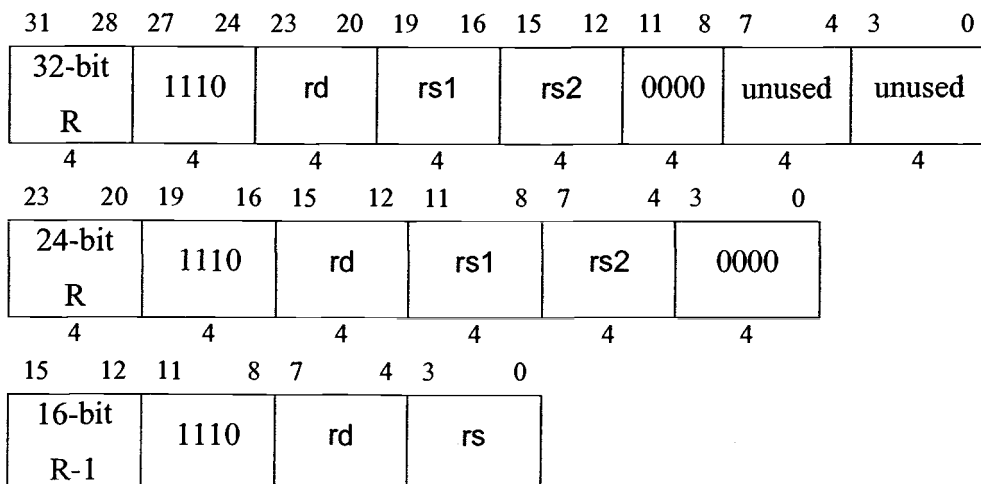 31 28 27 24 23 20 19 16 15 12 11 8 7 4 3 0
32-bit R 1110 rd rs1 rs2 0000 unused unused
4 4 4 4 4 4 4 4
23 20 19 16 15 12 11 8 7 4 3 0
24-bit R 1110 rd rs1 rs2 0000
4 4 4 4 4 4
15 12 11 8 7 4 3 0
16-bit R-1 1110 rd rs